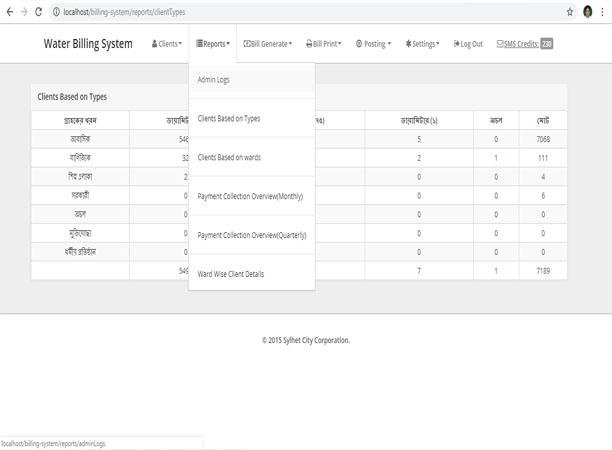 localhost/billing-system/reports/clientTypes
Water Billing System Clients Reports Bill Generate Bill Print Posting Settings Log Out SMS Credits: 230
Admin Logs
Clients Based on Types
Clients Based on wards
Payment Collection Overview(Monthly)
Payment Collection Overview(Quarterly)
Ward Wise Client Details
Clients Based on Types
গ্রাহকের ধরন ডায়ামিটারে (১) অচল মোট
আবাসিক 546 5 0 7068
বাণিজ্যিক 32 2 1 111
শিল্প এলাকা 2 0 0 4
সরকারী 0 0 0 6
অচল 0 0 0 0
মুক্তিযোদ্ধা 0 0 0 0
ধর্মীয় প্রতিষ্ঠান 0 0 0 0
549 7 1 7189
© 2015 Sylhet City Corporation.
localhost/billing-system/reports/adminLogs